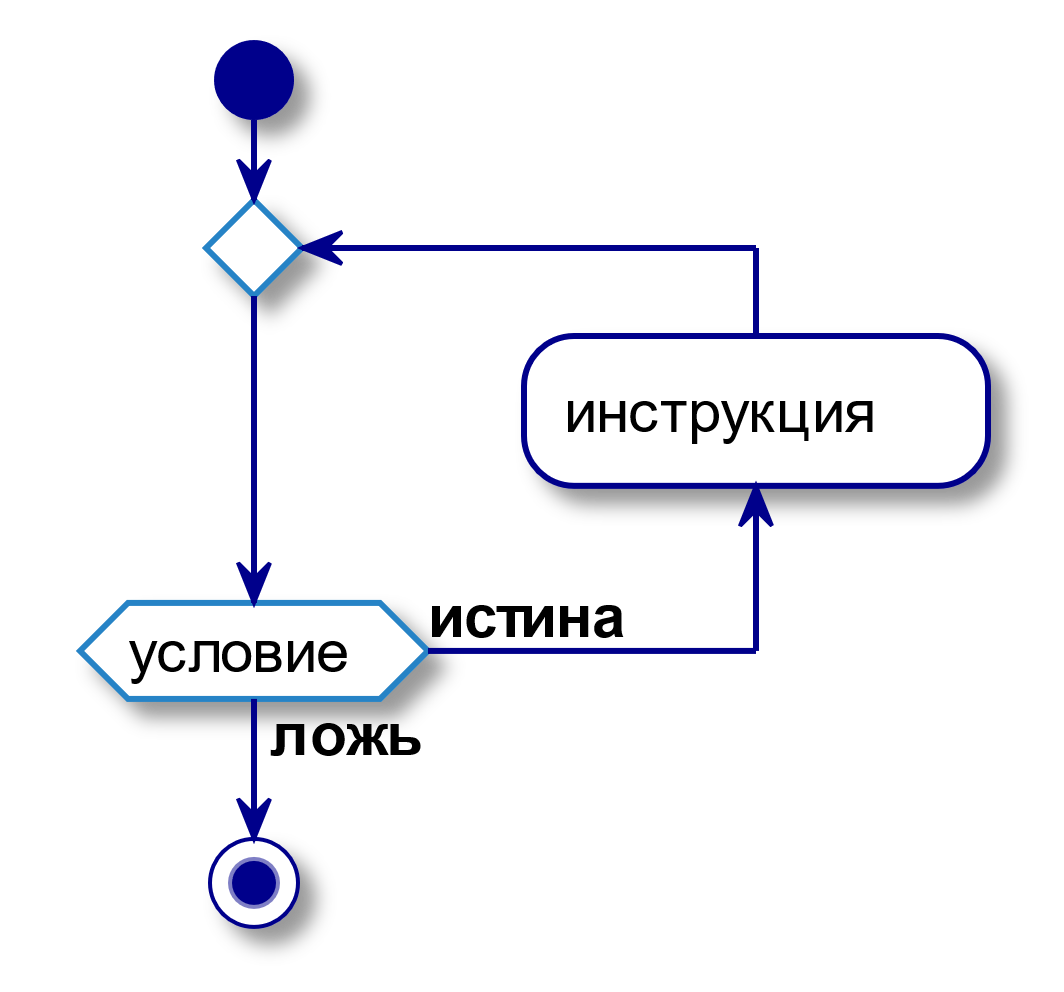 инструкция
истина
условие
ложь